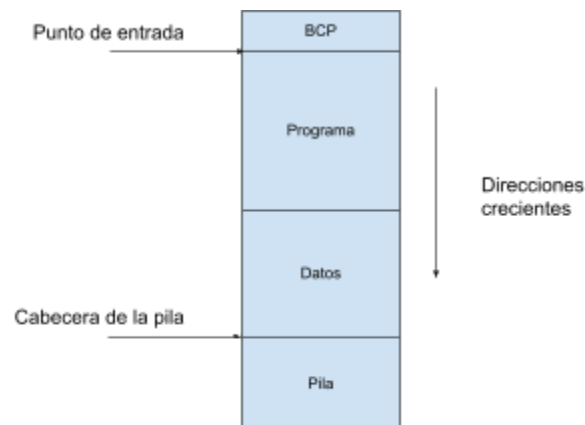 Punto de entrada
BCP
Programa
Direcciones
crecientes
Datos
Cabecera de la pila
Pila